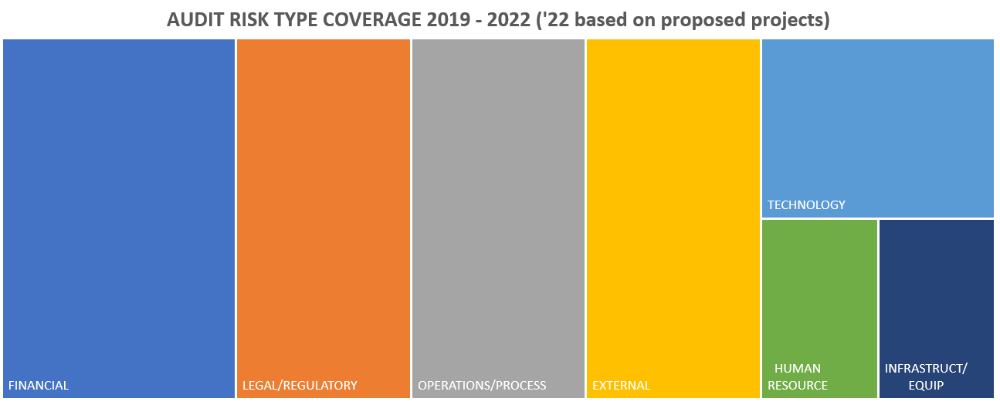 AUDIT RISK TYPE COVERAGE 2019 - 2022 ('22 based on proposed projects)
TECHNOLOGY
FINANCIAL
LEGAL/REGULATORY
OPERATIONS/PROCESS
EXTERNAL
HUMAN
RESOURCE
INFRASTRUCT/
EQUIP